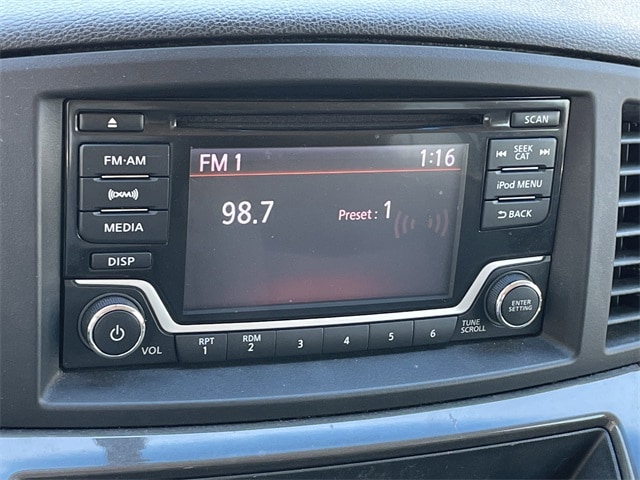 SCAN
FM·AM
FM 1 1:16
SEEK
CAT
XM
98.7 Preset : 1
iPod MENU
MEDIA
BACK
DISP
ENTER
SETTING
VOL
RPT
1
RDM
2
3
4
5
6
TUNE
SCROLL